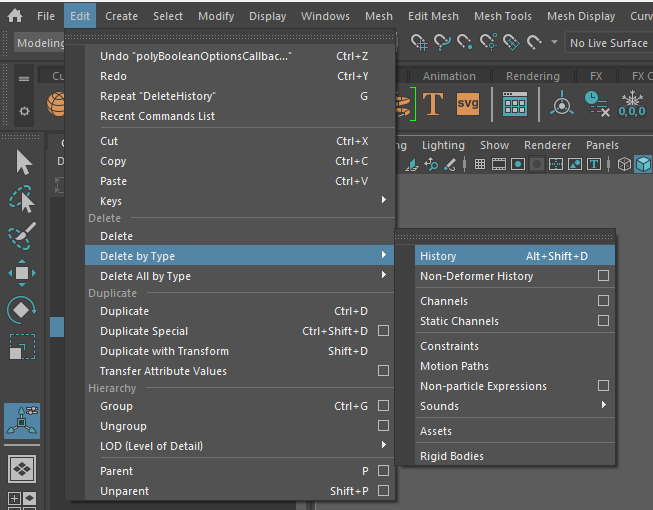 File Edit Create Select Modify Display Windows Mesh Edit Mesh Mesh Tools Mesh Display
Modeling
No Live Surface
Animation Rendering FX
T svg 0,0,0
Lighting Show Renderer Panels
Undo "polyBooleanOptionsCallbac..." Ctrl+Z
Redo Ctrl+Y
Repeat "DeleteHistory" G
Recent Commands List
Cut Ctrl+X
Copy Ctrl+C
Paste Ctrl+V
Keys
Delete
Delete
Delete by Type
Delete All by Type
Duplicate
Duplicate Ctrl+D
Duplicate Special Ctrl+Shift+D
Duplicate with Transform Shift+D
Transfer Attribute Values
Hierarchy
Group Ctrl+G
Ungroup
LOD (Level of Detail)
Parent P
Unparent Shift+P
History Alt+Shift+D
Non-Deformer History
Channels
Static Channels
Constraints
Motion Paths
Non-particle Expressions
Sounds
Assets
Rigid Bodies